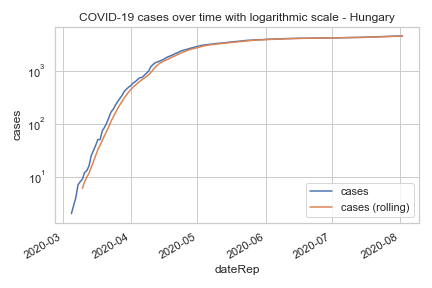 COVID-19 cases over time with logarithmic scale - Hungary
cases
10³
10²
10¹
cases
cases (rolling)
2020-03
2020-04
2020-05
2020-06
2020-07
2020-08
dateRep